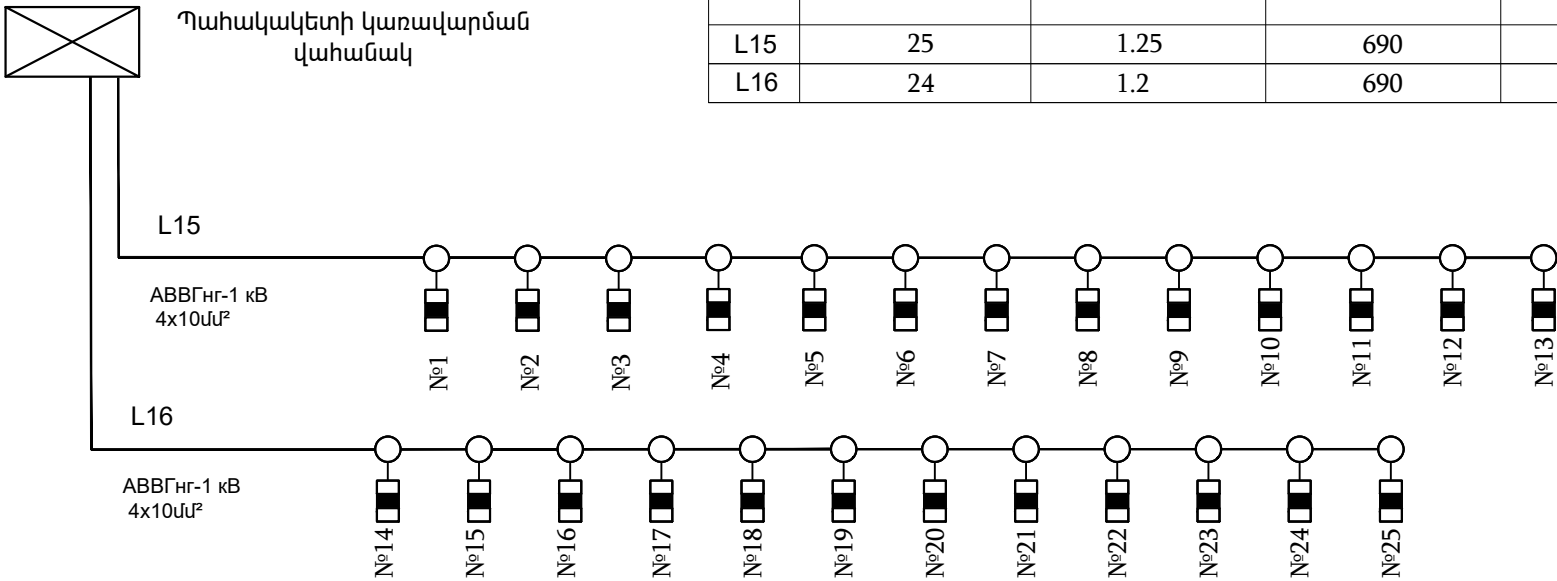 Պահակակետի կառավարման
վահանակ
L15 25 1.25 690
L16 24 1.2 690
L15
АВВГнг-1 кВ
4x10մմ²
№1 №2 №3 №4 №5 №6 №7 №8 №9 №10 №11 №12 №13
L16
АВВГнг-1 кВ
4x10մմ²
№14 №15 №16 №17 №18 №19 №20 №21 №22 №23 №24 №25